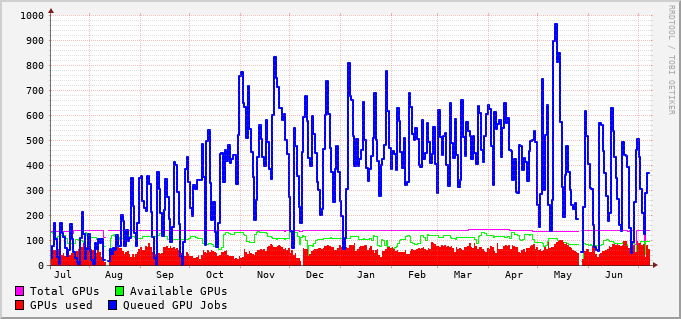 1000
900
800
700
600
500
400
300
200
100
0
Jul Aug Sep Oct Nov Dec Jan Feb Mar Apr May Jun
Total GPUs Available GPUs
GPUs used Queued GPU Jobs
RRDTOOL / TOBI OETIKER